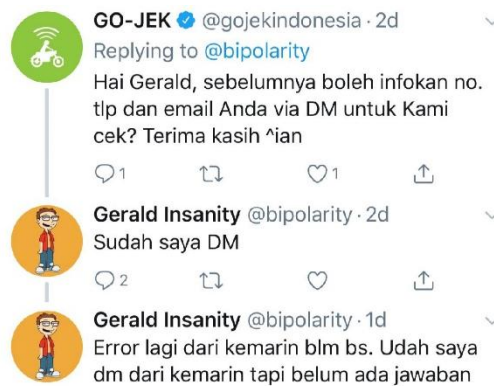 GO-JEK @gojekindonesia · 2d
Replying to @bipolarity
Hai Gerald, sebelumnya boleh infokan no.
tlp dan email Anda via DM untuk Kami
cek? Terima kasih ^ian
1 1
Gerald Insanity @bipolarity · 2d
Sudah saya DM
2
Gerald Insanity @bipolarity · 1d
Error lagi dari kemarin blm bs. Udah saya
dm dari kemarin tapi belum ada jawaban